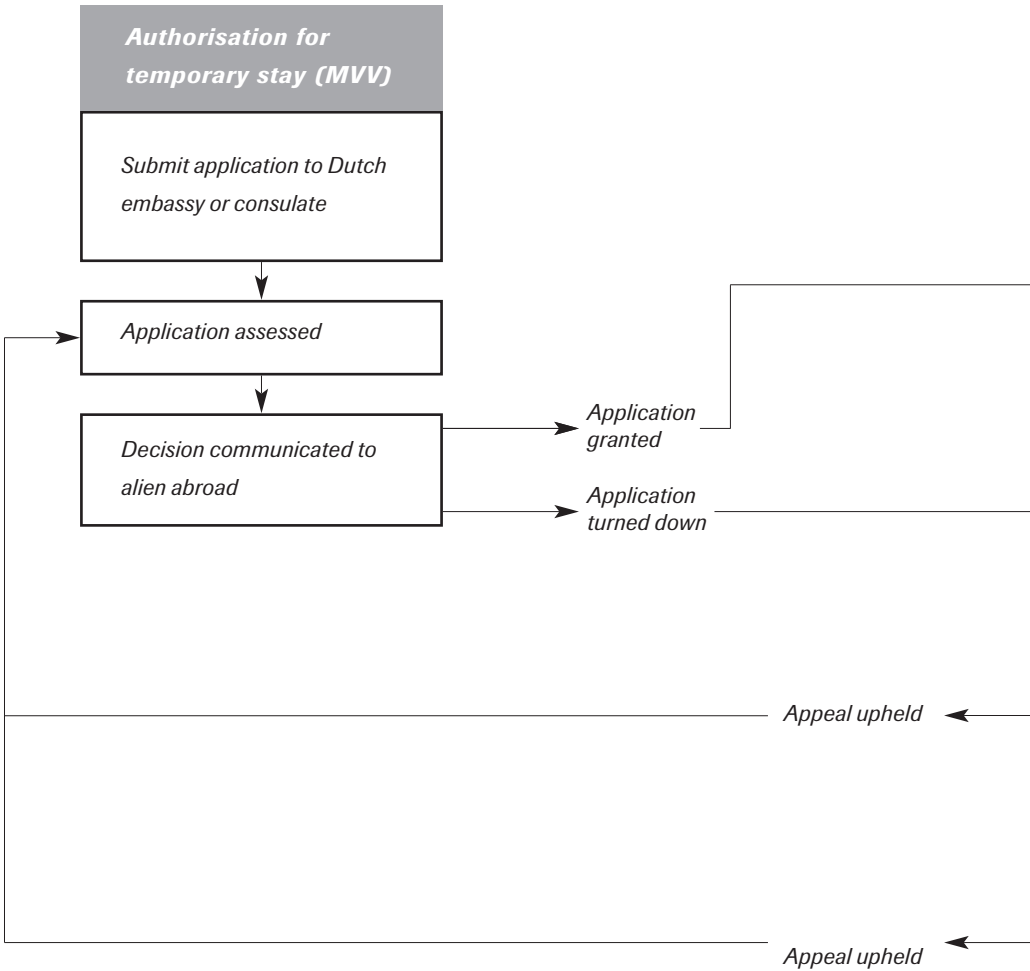 Authorisation for
temporary stay (MVV)
Submit application to Dutch
embassy or consulate
Application assessed
Decision communicated to
alien abroad
Application
granted
Application
turned down
Appeal upheld
Appeal upheld